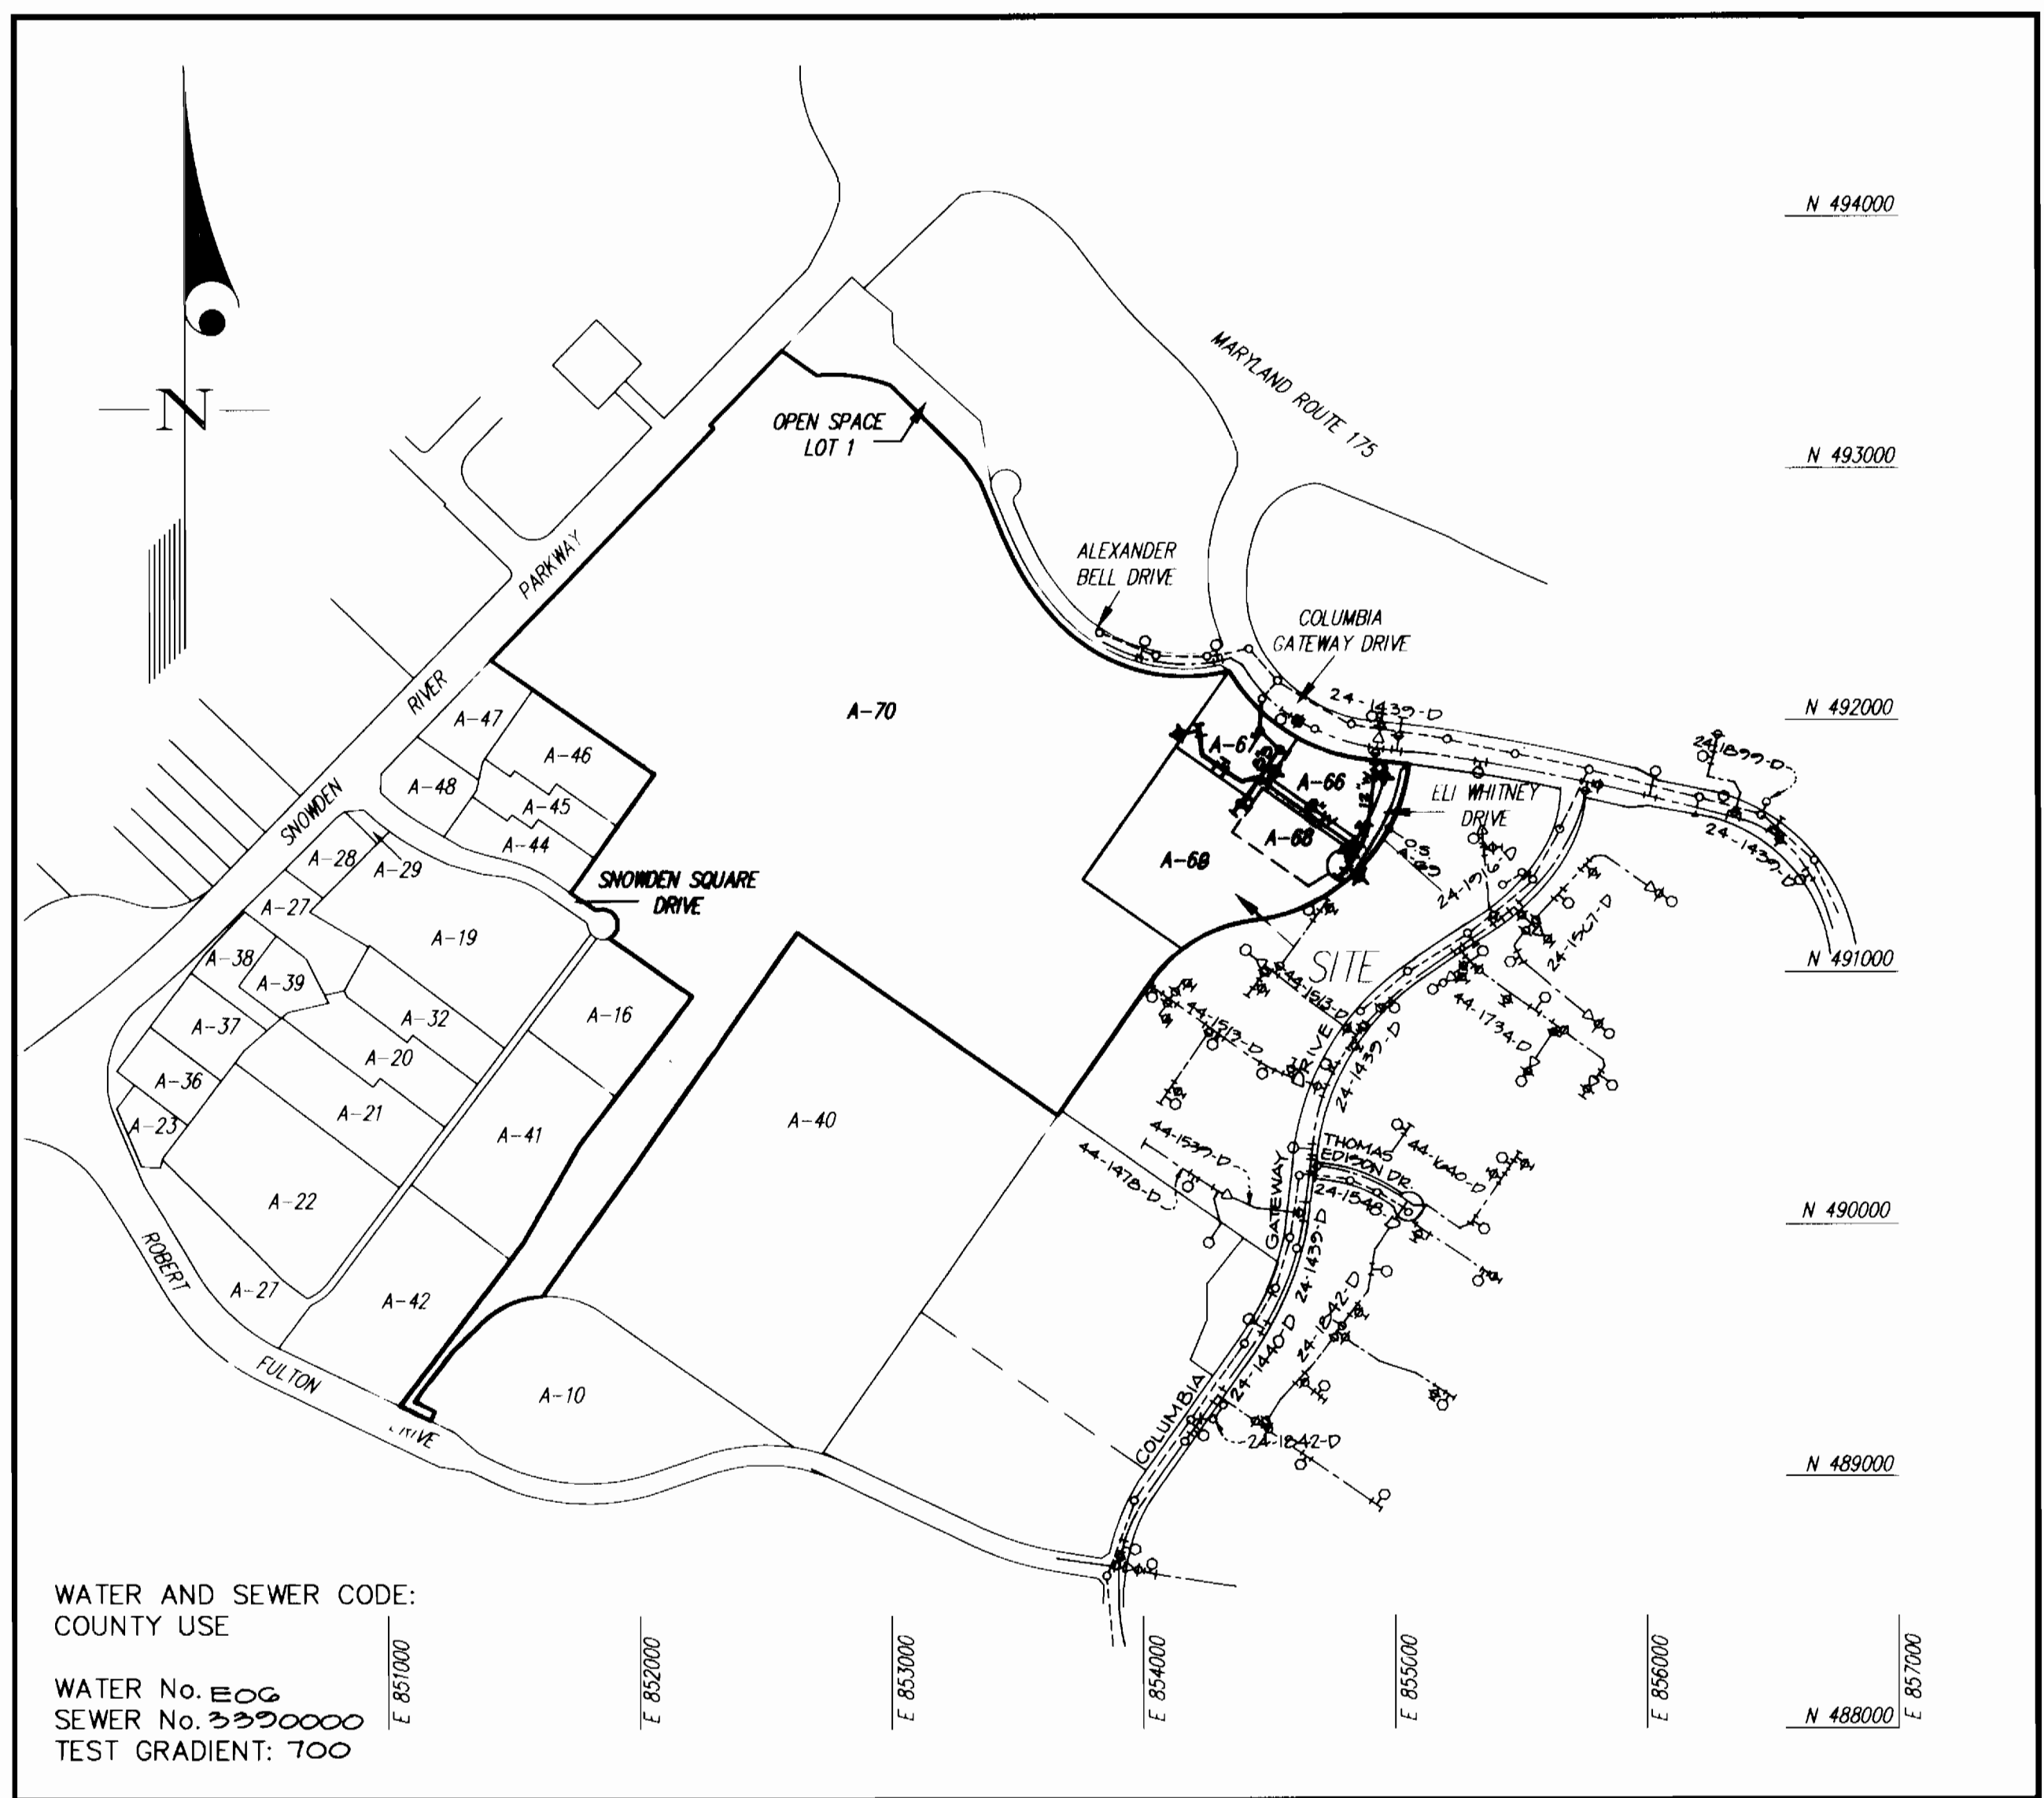 N 494000
MARYLAND ROUTE 175
N
OPEN SPACE
LOT 1
N 493000
SNOWDEN
RIVER
PARKWAY
ALEXANDER
BELL DRIVE
COLUMBIA
GATEWAY DRIVE
24-1439-D
N 492000
24-1899-D
A-70
A-47
A-46
A-48
A-45
A-44
A-67
A-66
12" W
ELI WHITNEY
DRIVE
A-68
A-69
24-1439-D
24-1916-D
24-1567-D
A-28
A-29
SNOWDEN SQUARE
DRIVE
A-27
A-19
A-38
A-39
A-37
A-32
A-16
A-20
A-36
A-21
A-23
A-41
A-40
SITE
N 491000
44-1513-D
44-1512-D
44-1734-D
24-1439-D
COLUMBIA
GATEWAY
DRIVE
THOMAS
EDISON DR.
44-1640-D
44-1539-D
44-1478-D
24-1548-D
N 490000
A-22
24-1439-D
24-1842-D
24-1440-D
ROBERT
FULTON
DRIVE
A-27
A-42
A-10
24-1842-D
N 489000
WATER AND SEWER CODE:
COUNTY USE
WATER No. E06
SEWER No. 3390000
TEST GRADIENT: 700
E 851000
E 852000
E 853000
E 854000
E 855000
E 856000
E 857000
N 488000